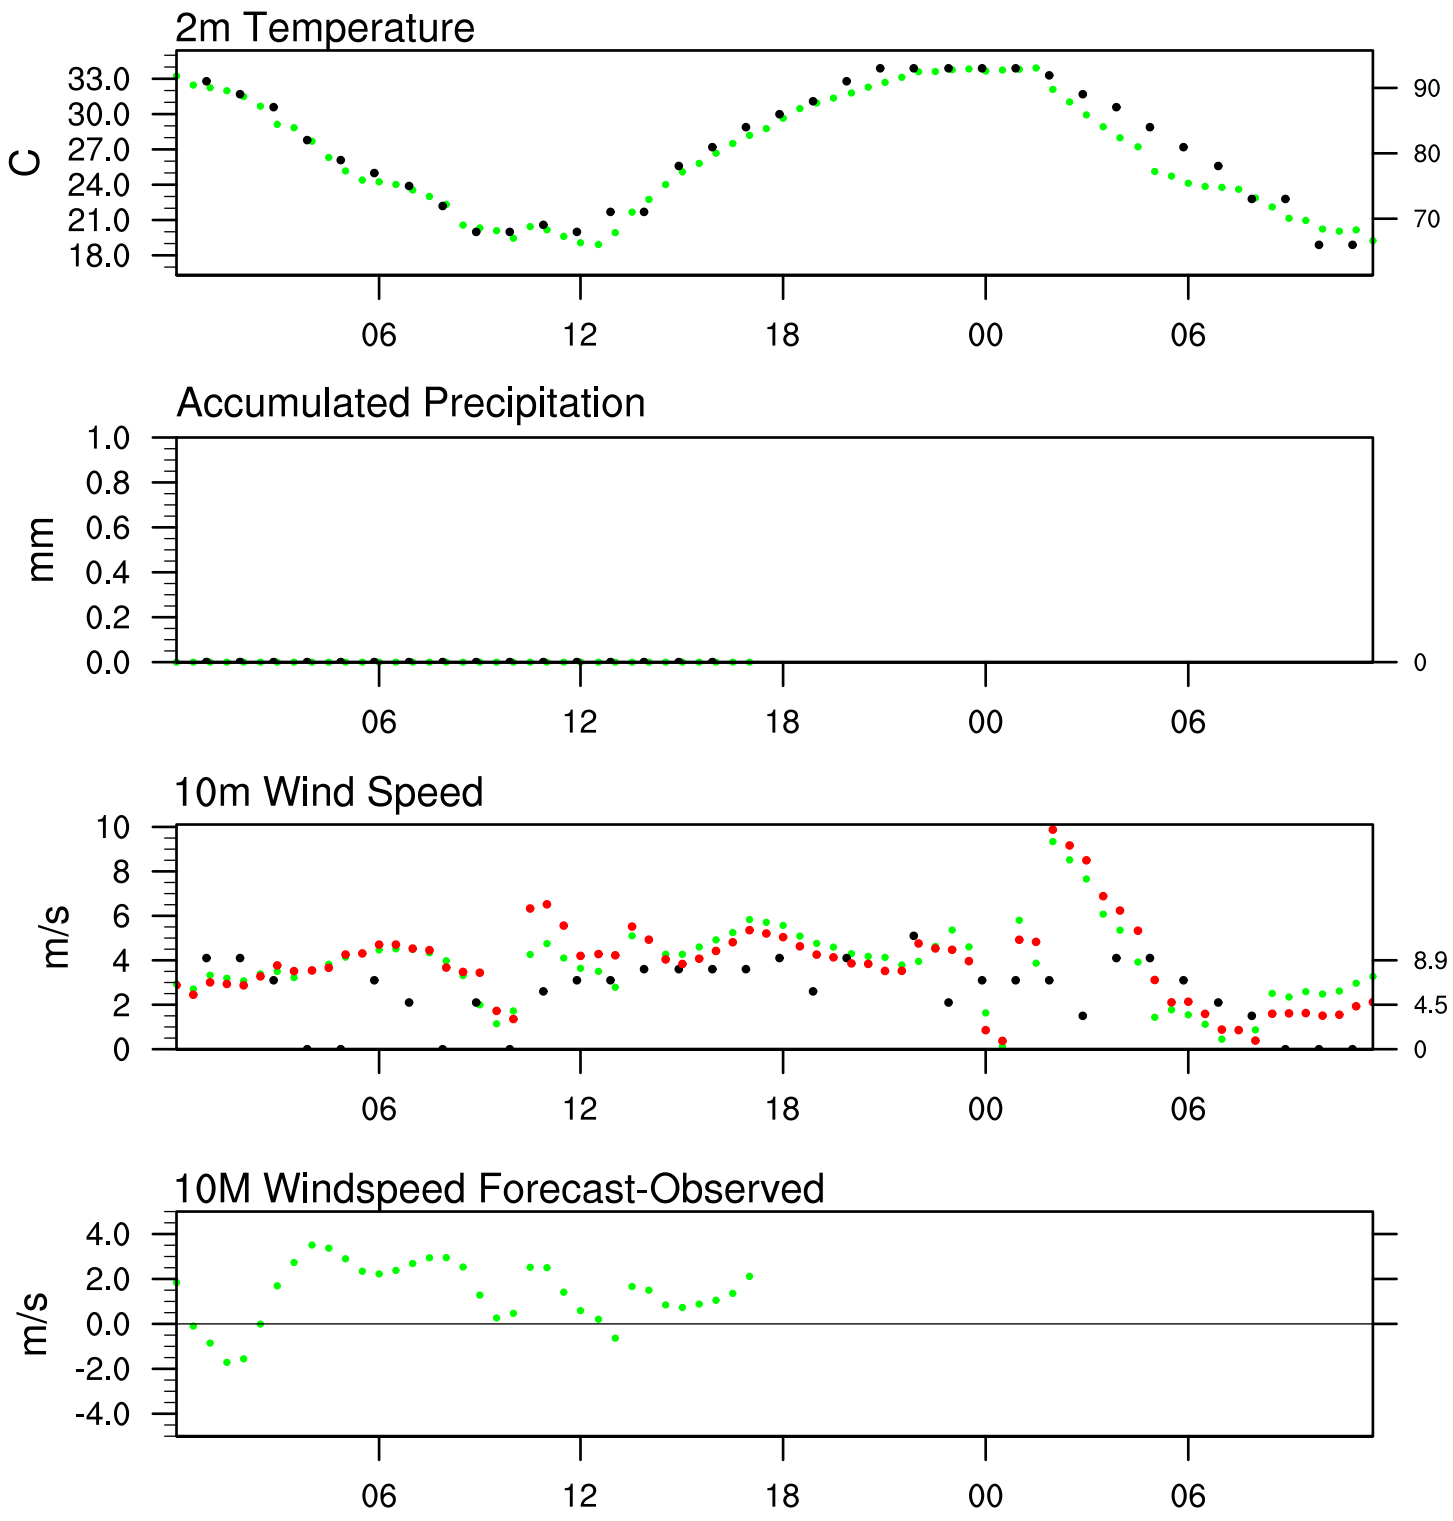 2m Temperature
33.0
30.0
27.0
24.0
21.0
18.0
C
90
80
70
06 12 18 00 06
Accumulated Precipitation
1.0
0.8
0.6
0.4
0.2
0.0
mm
0
06 12 18 00 06
10m Wind Speed
10
8
6
4
2
0
m/s
8.9
4.5
0
06 12 18 00 06
10M Windspeed Forecast-Observed
4.0
2.0
0.0
-2.0
-4.0
m/s
06 12 18 00 06